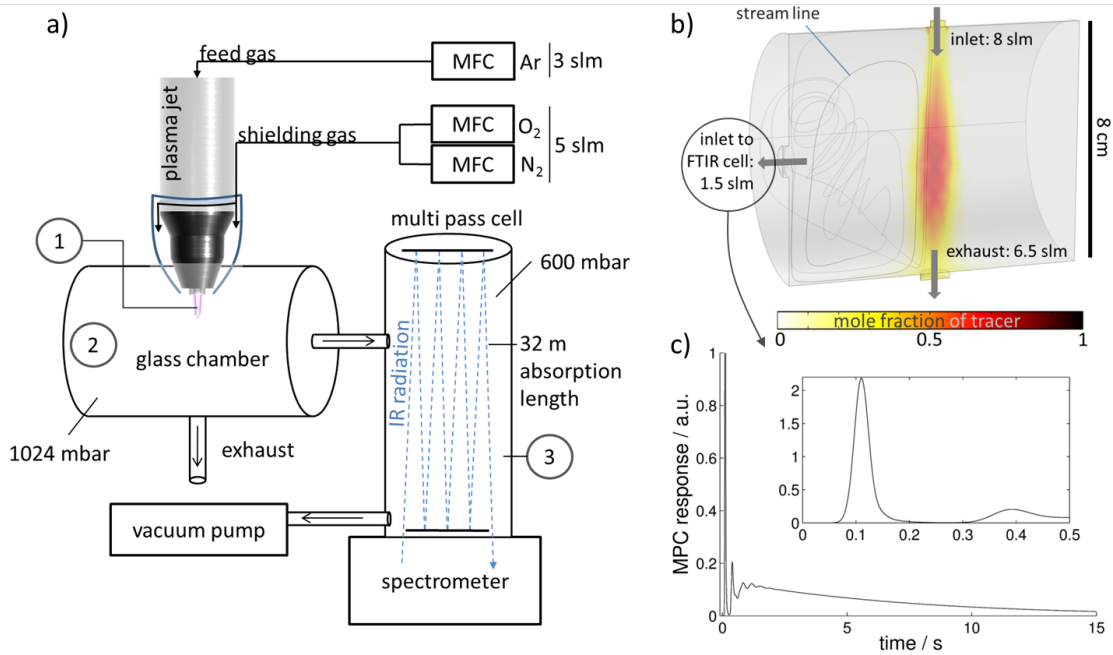 a)
feed gas
MFC
Ar
3 slm
plasma jet
shielding gas
MFC
O2
MFC
N2
5 slm
multi pass cell
1
600 mbar
2
glass chamber
IR radiation
32 m
absorption
length
1024 mbar
exhaust
3
vacuum pump
spectrometer
b)
stream line
inlet: 8 slm
inlet to
FTIR cell:
1.5 slm
8 cm
exhaust: 6.5 slm
mole fraction of tracer
0
0.5
1
c)
MPC response / a.u.
1
0.8
0.6
0.4
0.2
0
0
5
10
15
time / s
2
1.5
1
0.5
0
0
0.1
0.2
0.3
0.4
0.5